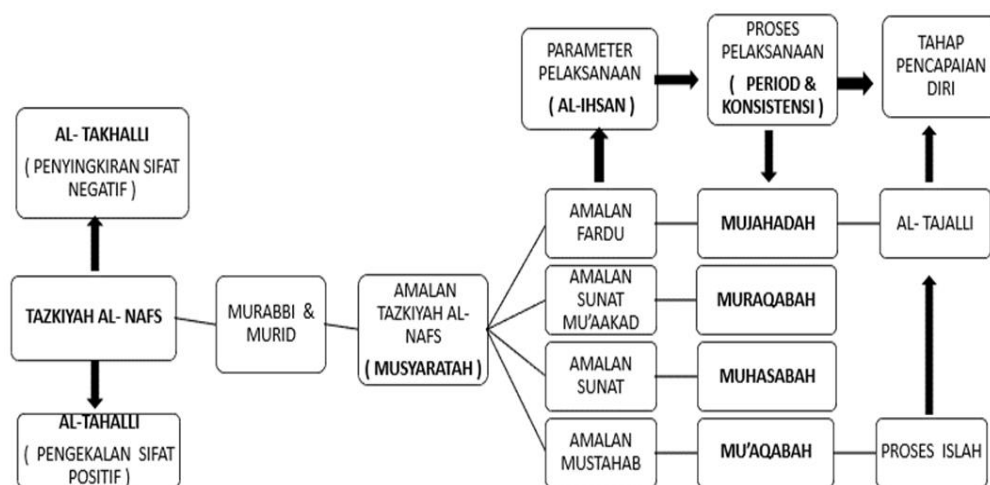 AL- TAKHALLI
( PENYINGKIRAN SIFAT
NEGATIF )
TAZKIYAH AL- NAFS
AL-TAHALLI
( PENGEKALAN SIFAT
POSITIF )
MURABBI &
MURID
AMALAN
TAZKIYAH AL-
NAFS
( MUSYARATAH )
PARAMETER
PELAKSANAAN
( AL-IHSAN )
PROSES
PELAKSANAAN
( PERIOD &
KONSISTENSI )
TAHAP
PENCAPAIAN
DIRI
AMALAN
FARDU
MUJAHADAH
AL- TAJALLI
AMALAN
SUNAT
MU'AAKAD
MURAQABAH
AMALAN
SUNAT
MUHASABAH
AMALAN
MUSTAHAB
MU'AQABAH
PROSES ISLAH